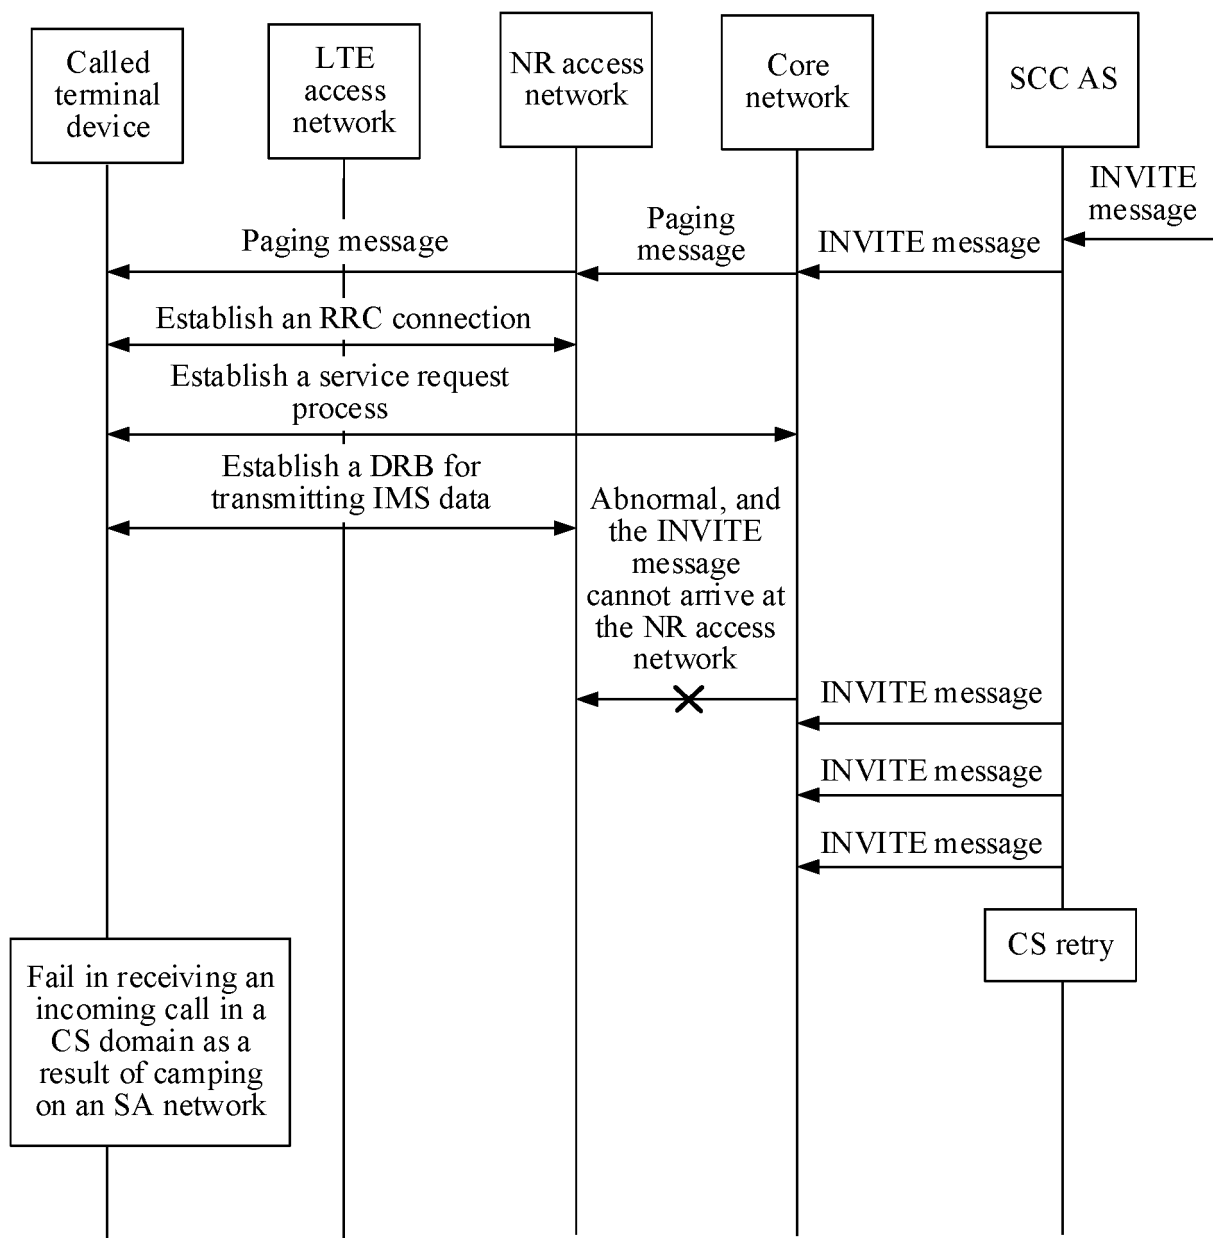 Called
terminal
device
LTE
access
network
NR access
network
Core
network
SCC AS
INVITE
message
Paging message
Paging
message
INVITE message
Establish an RRC connection
Establish a service request
process
Establish a DRB for
transmitting IMS data
Abnormal, and
the INVITE
message
cannot arrive at
the NR access
network
INVITE message
INVITE message
INVITE message
CS retry
Fail in receiving an
incoming call in a
CS domain as a
result of camping
on an SA network